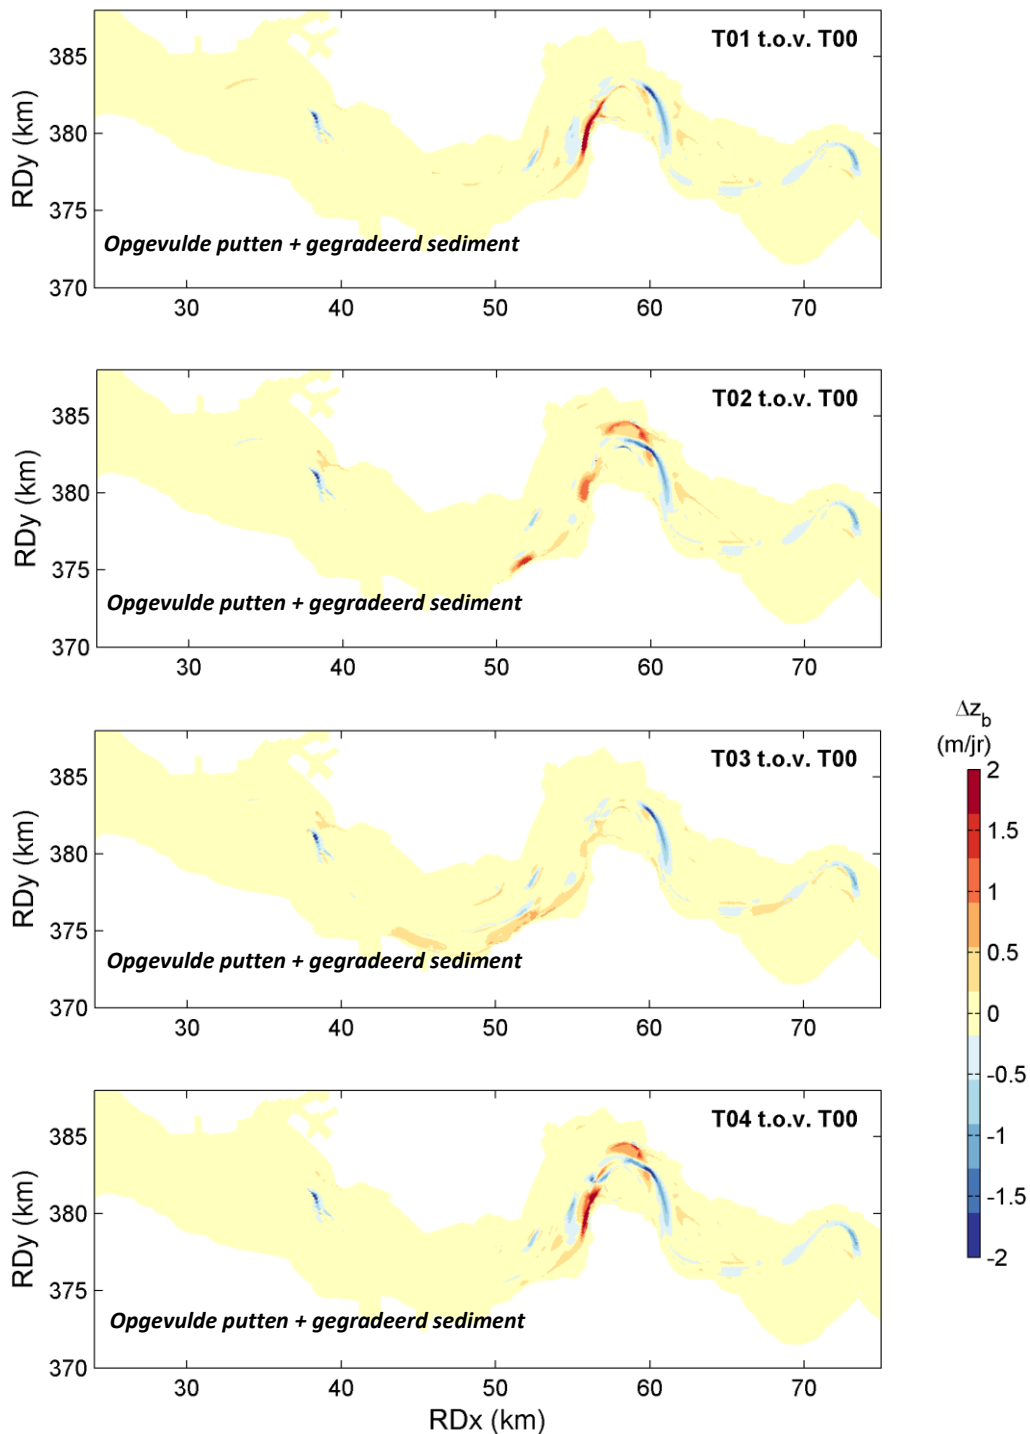 T01 t.o.v. T00
385
380
375
370
RDy (km)
Opgevulde putten + gegradeerd sediment
30 40 50 60 70
T02 t.o.v. T00
385
380
375
370
RDy (km)
Opgevulde putten + gegradeerd sediment
30 40 50 60 70
T03 t.o.v. T00
385
380
375
370
RDy (km)
Opgevulde putten + gegradeerd sediment
30 40 50 60 70
Δz_b
(m/jr)
2
1.5
1
0.5
0
-0.5
-1
-1.5
-2
T04 t.o.v. T00
385
380
375
370
RDy (km)
Opgevulde putten + gegradeerd sediment
30 40 50 60 70
RDx (km)